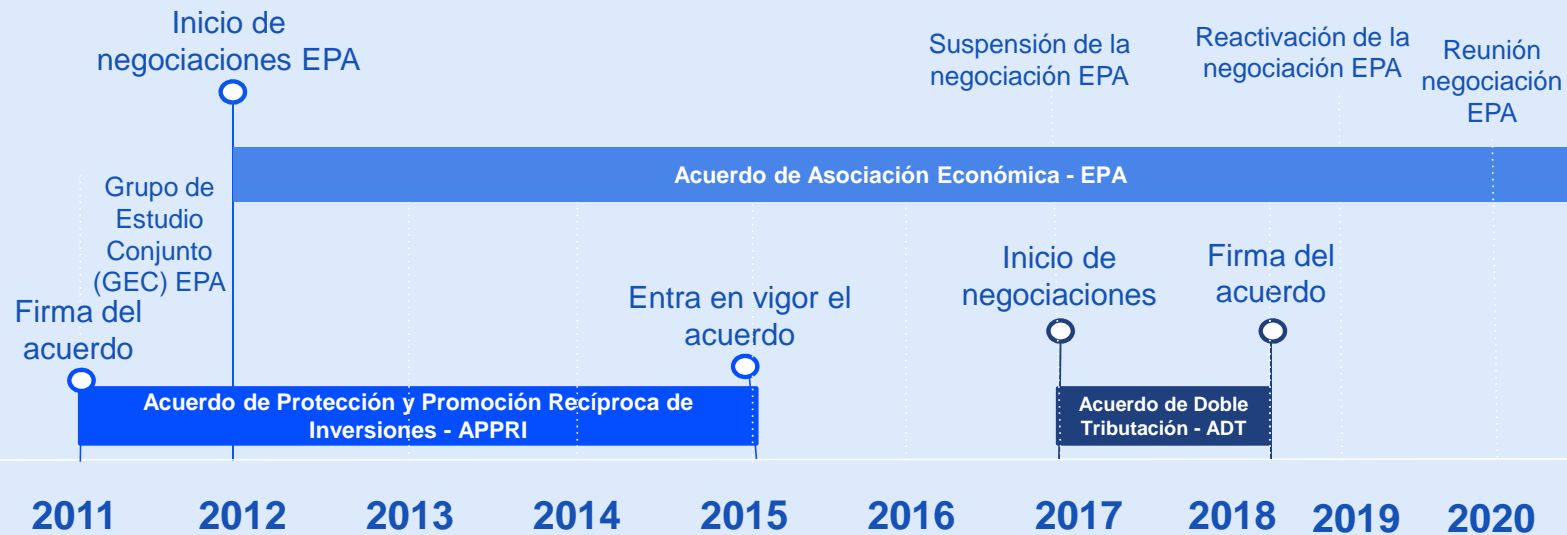 Inicio de
negociaciones EPA
Suspensión de la
negociación EPA
Reactivación de la
negociación EPA
Reunión
negociación
EPA
Acuerdo de Asociación Económica - EPA
Grupo de
Estudio
Conjunto
(GEC) EPA
Firma del
acuerdo
Entra en vigor el
acuerdo
Inicio de
negociaciones
Firma del
acuerdo
Acuerdo de Protección y Promoción Recíproca de
Inversiones - APPRI
Acuerdo de Doble
Tributación - ADT
2011 2012 2013 2014 2015 2016 2017 2018 2019 2020